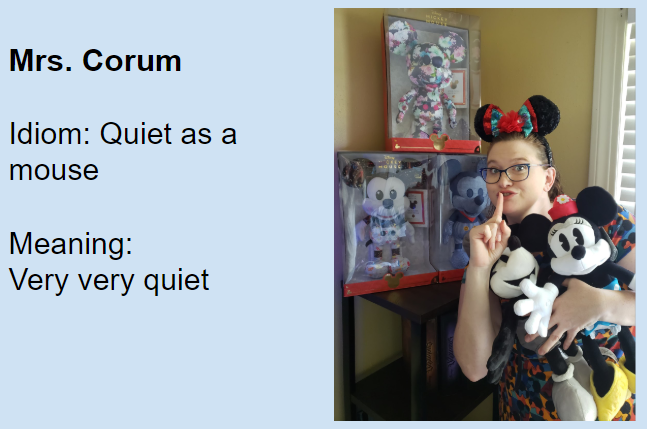 Mrs. Corum
Idiom: Quiet as a
mouse
Meaning:
Very very quiet